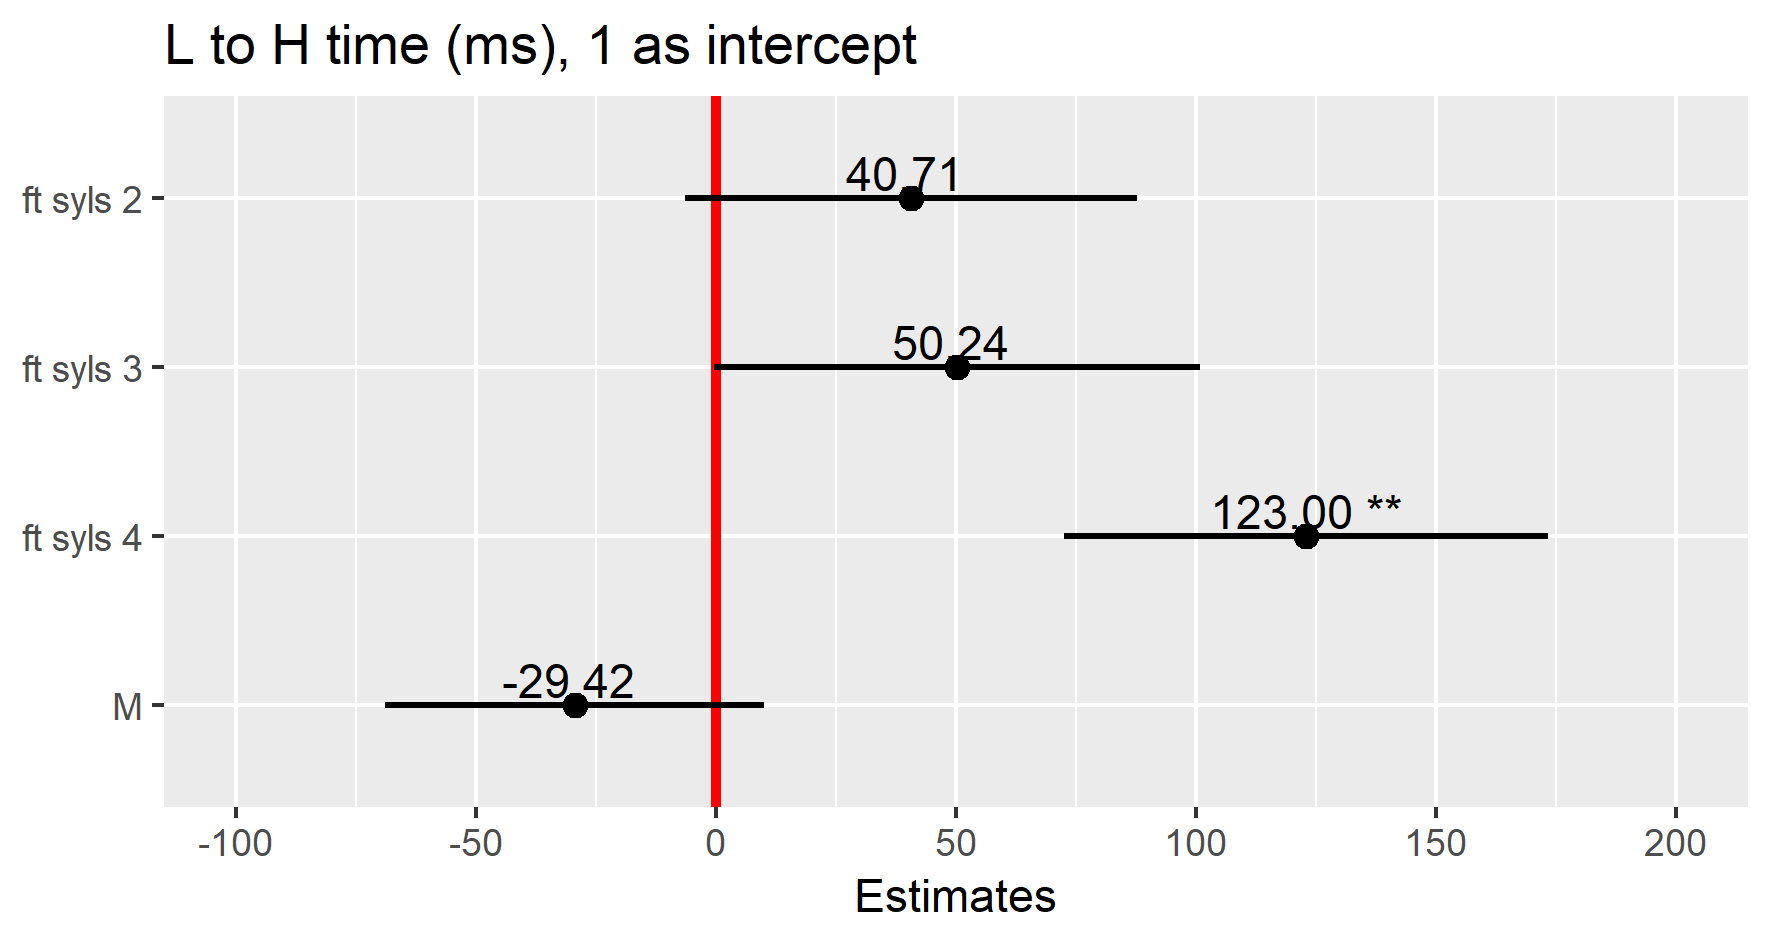 L to H time (ms), 1 as intercept
ft syls 2
40.71
ft syls 3
50.24
ft syls 4
123.00 **
M
-29.42
-100 -50 0 50 100 150 200
Estimates